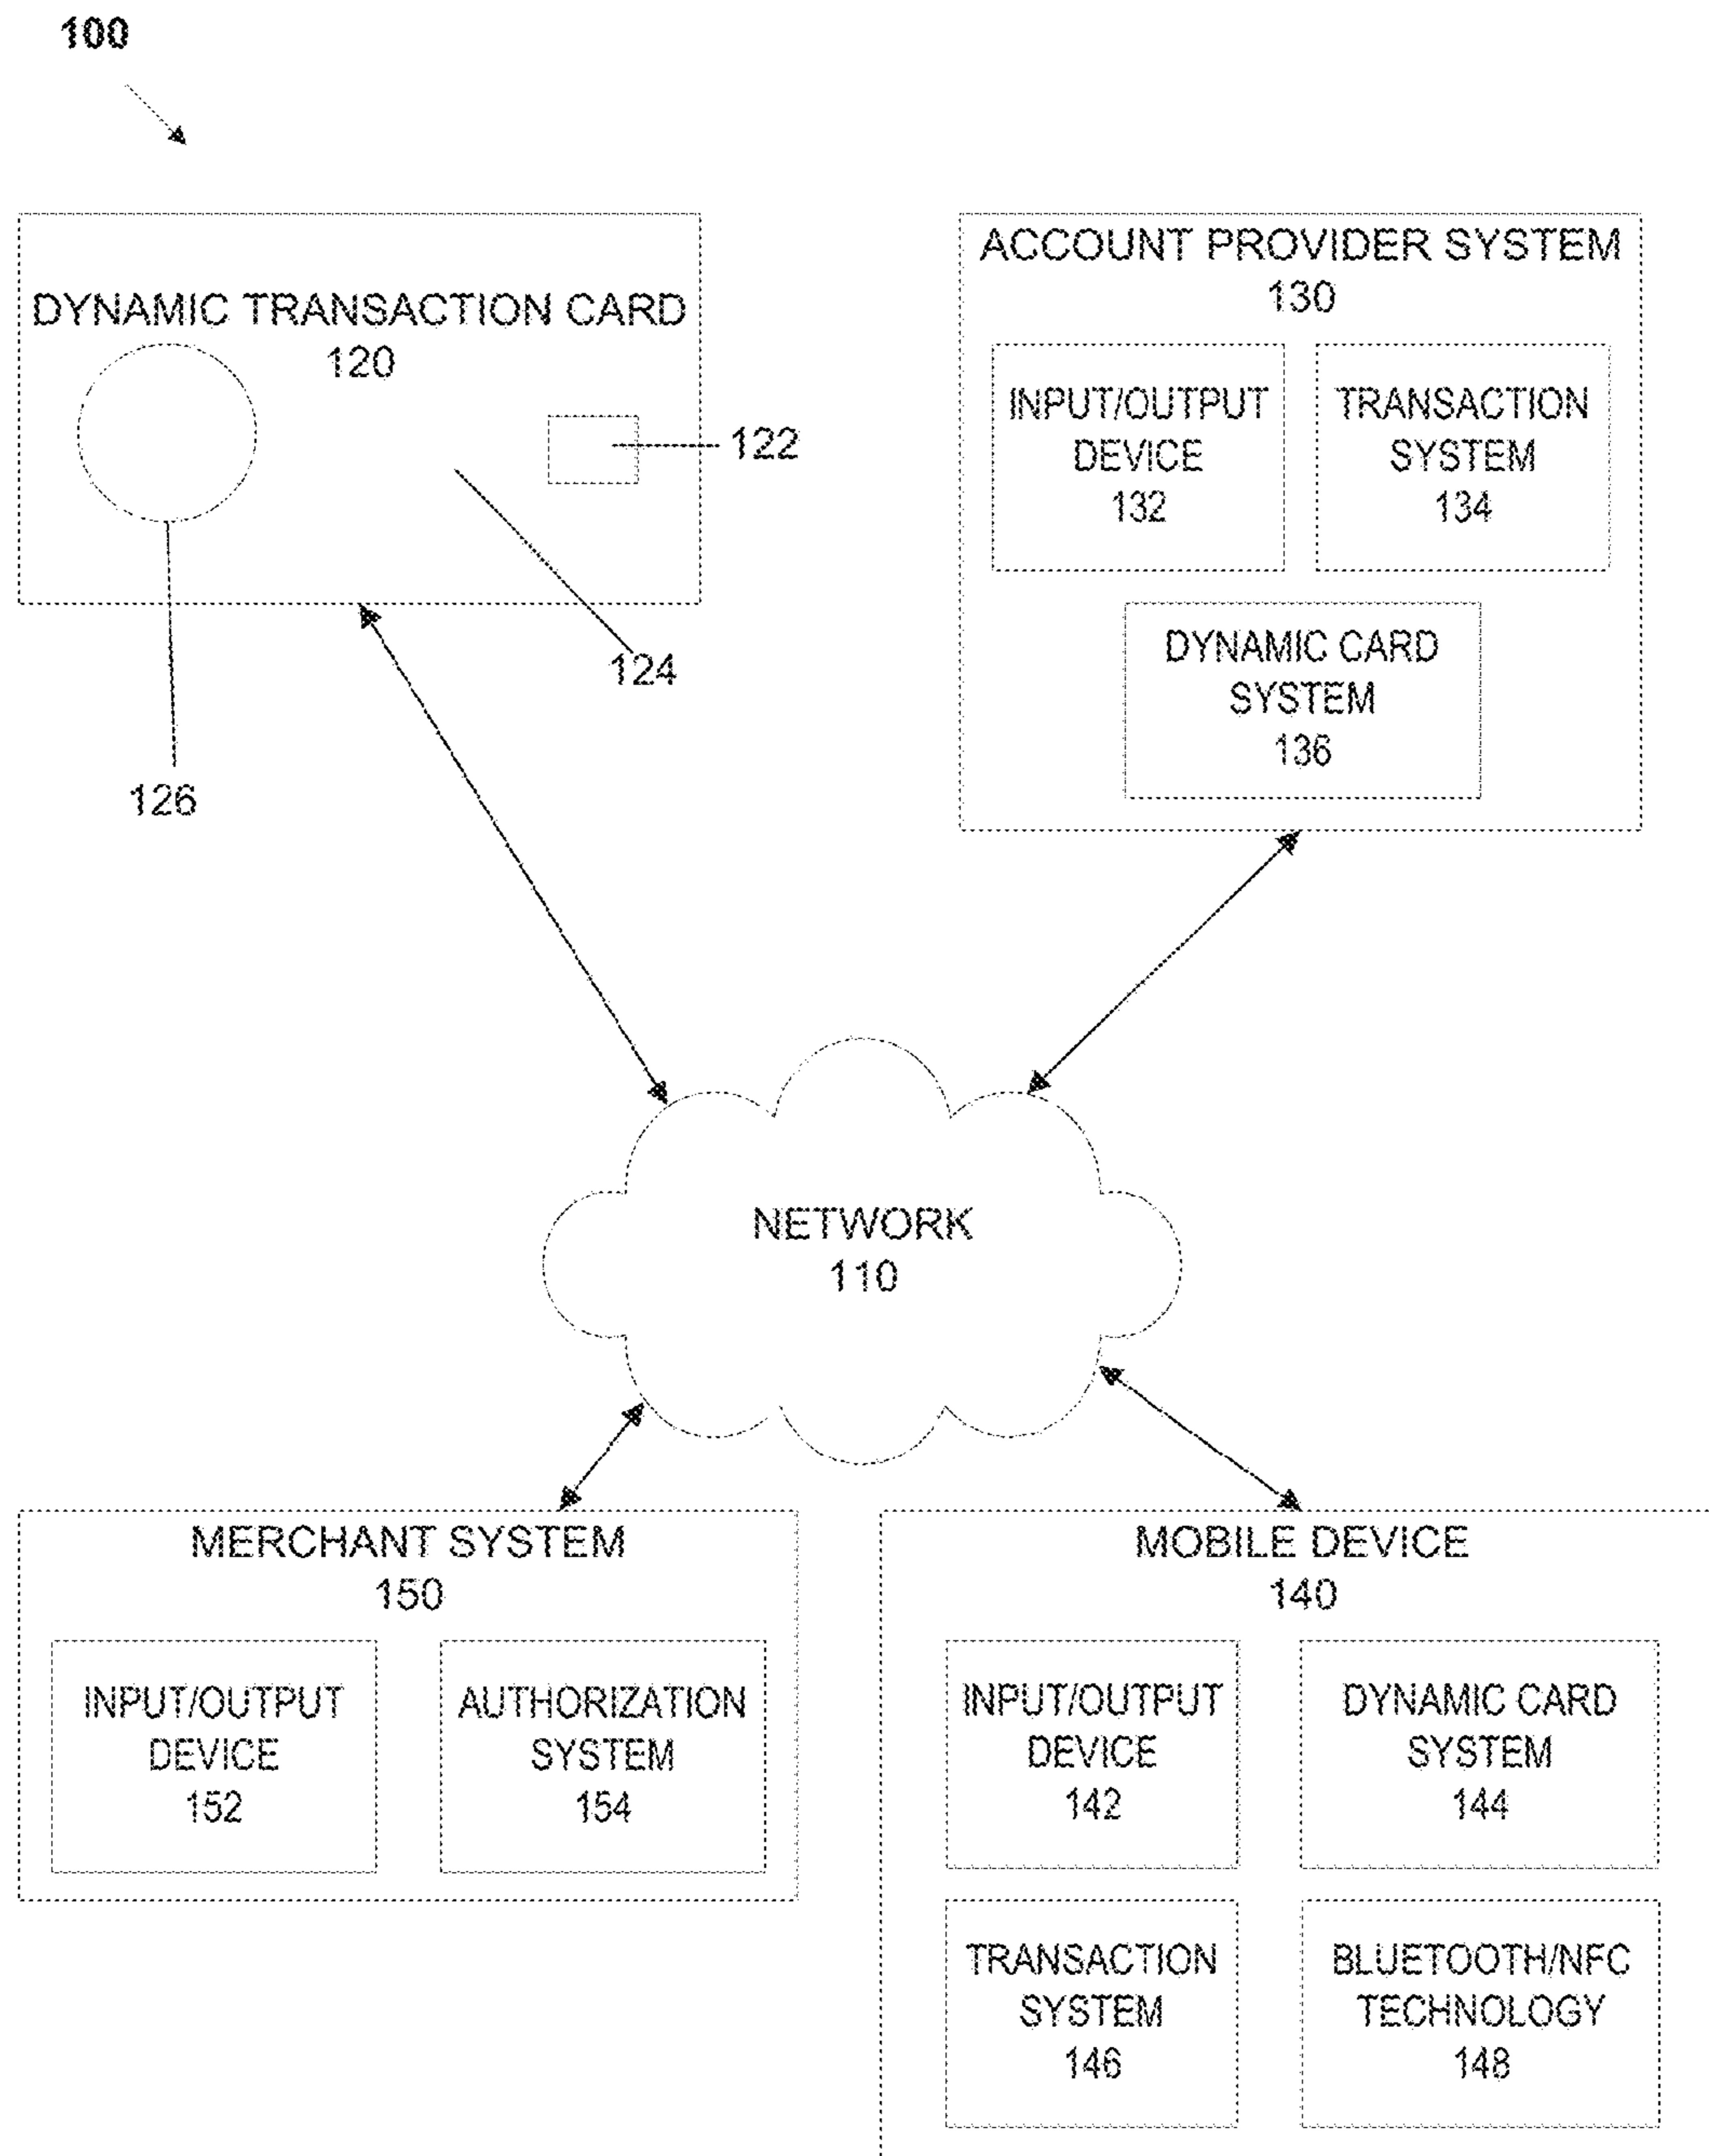 100
DYNAMIC TRANSACTION CARD
120
122
124
126
ACCOUNT PROVIDER SYSTEM
130
INPUT/OUTPUT
DEVICE
132
TRANSACTION
SYSTEM
134
DYNAMIC CARD
SYSTEM
136
NETWORK
110
MERCHANT SYSTEM
150
INPUT/OUTPUT
DEVICE
152
AUTHORIZATION
SYSTEM
154
MOBILE DEVICE
140
INPUT/OUTPUT
DEVICE
142
DYNAMIC CARD
SYSTEM
144
TRANSACTION
SYSTEM
146
BLUETOOTH/NFC
TECHNOLOGY
148